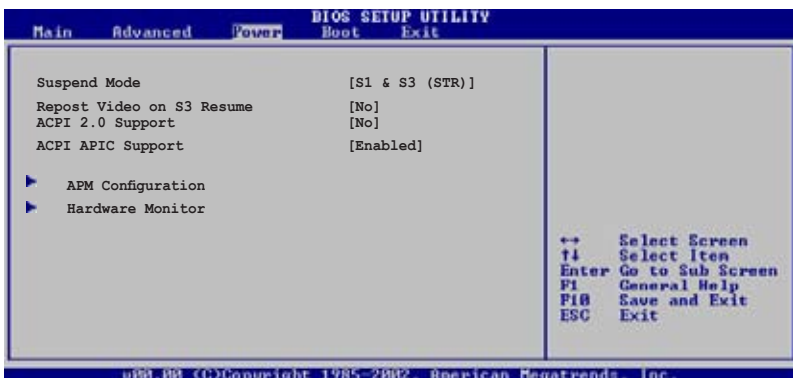 BIOS SETUP UTILITY
Main Advanced Power Boot Exit
Suspend Mode [S1 & S3 (STR)]
Repost Video on S3 Resume [No]
ACPI 2.0 Support [No]
ACPI APIC Support [Enabled]
APM Configuration
Hardware Monitor
↔ Select Screen
↑↓ Select Item
Enter Go to Sub Screen
F1 General Help
F10 Save and Exit
ESC Exit
v00.00 (C)Copyright 1985-2002, American Megatrends, Inc.